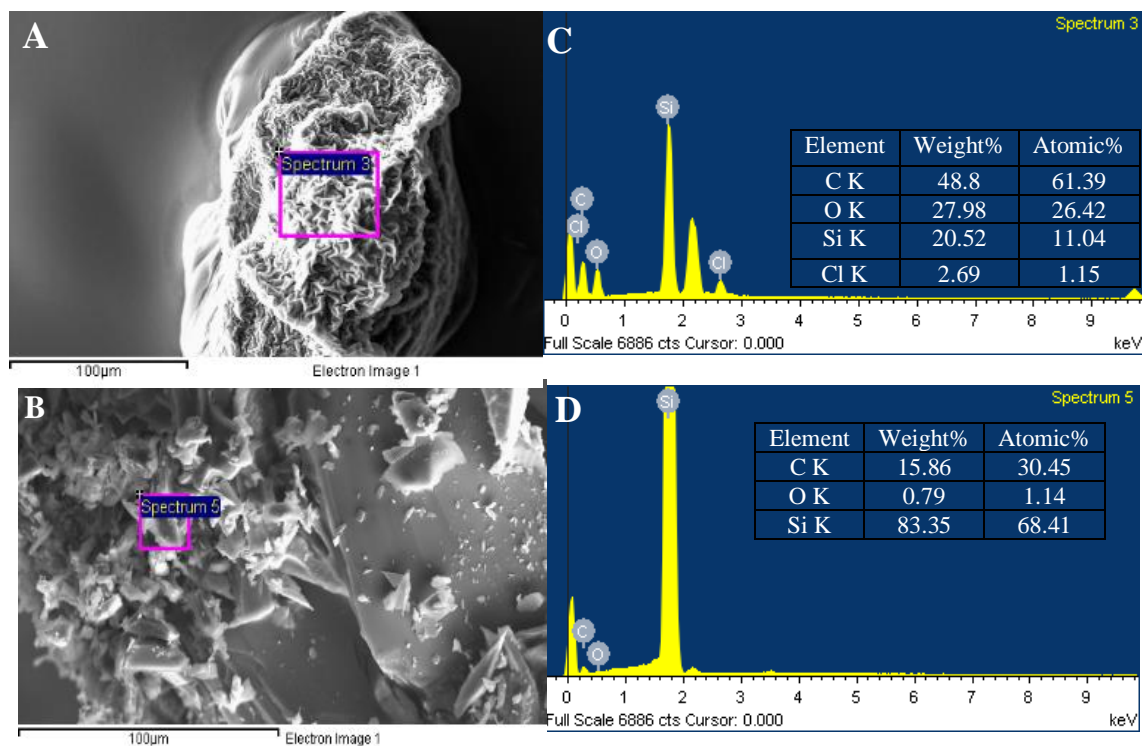 A
Spectrum 3
100µm
Electron Image 1
C
Spectrum 3
Si
C
Cl
O
Cl
Element Weight% Atomic%
C K 48.8 61.39
O K 27.98 26.42
Si K 20.52 11.04
Cl K 2.69 1.15
0 1 2 3 4 5 6 7 8 9
Full Scale 6886 cts Cursor: 0.000
keV
B
Spectrum 5
100µm
Electron Image 1
D
Spectrum 5
Si
C
O
Element Weight% Atomic%
C K 15.86 30.45
O K 0.79 1.14
Si K 83.35 68.41
0 1 2 3 4 5 6 7 8 9
Full Scale 6886 cts Cursor: 0.000
keV